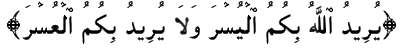 ﴿يُرِيدُ ٱللَّهُ بِكُمُ ٱلۡيُسۡرَ وَلَا يُرِيدُ بِكُمُ ٱلۡعُسۡرَ﴾